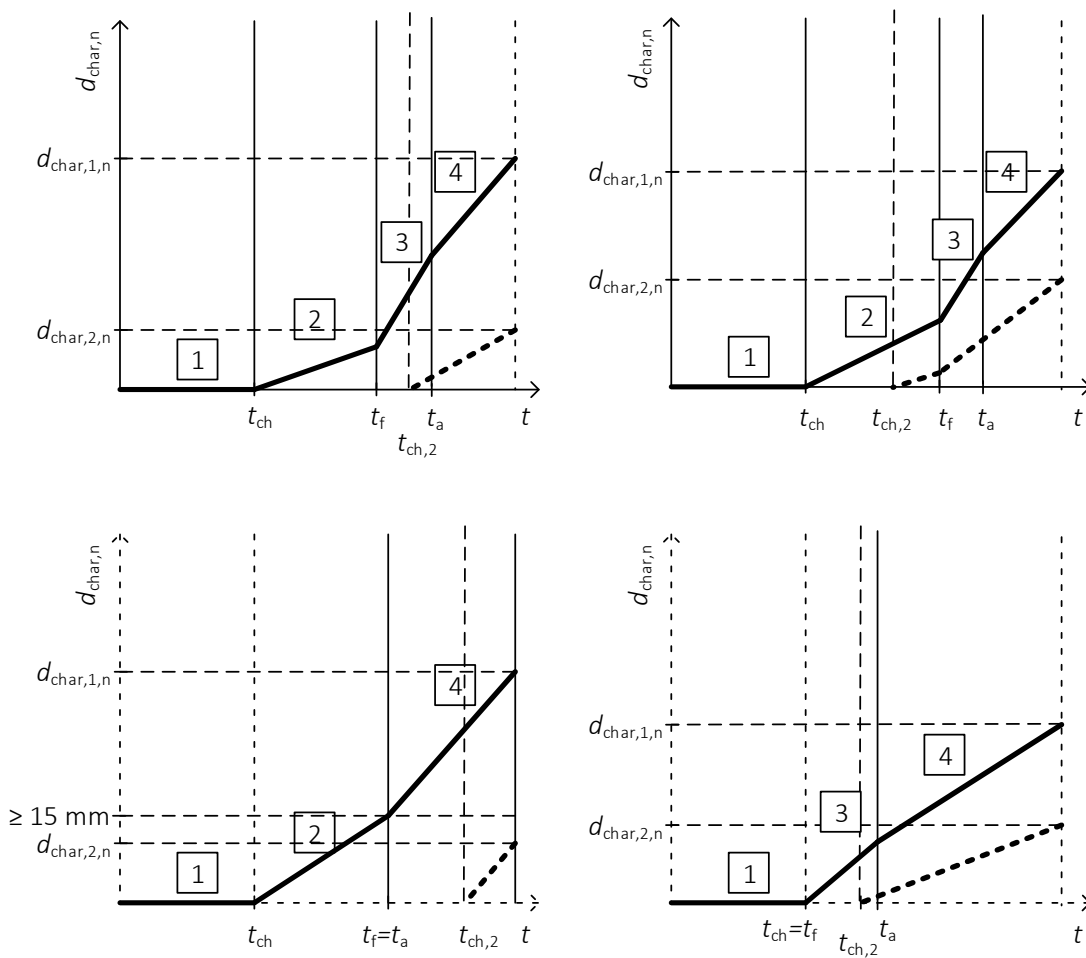 d_char,n
d_char,1,n
d_char,2,n
1
2
3
4
t_ch
t_f
t_ch,2
t_a
t
d_char,n
d_char,1,n
d_char,2,n
1
2
3
4
t_ch
t_ch,2
t_f
t_a
t
d_char,n
d_char,1,n
≥ 15 mm
d_char,2,n
1
2
4
t_ch
t_f=t_a
t_ch,2
t
d_char,n
d_char,1,n
d_char,2,n
1
3
4
t_ch=t_f
t_ch,2
t_a
t